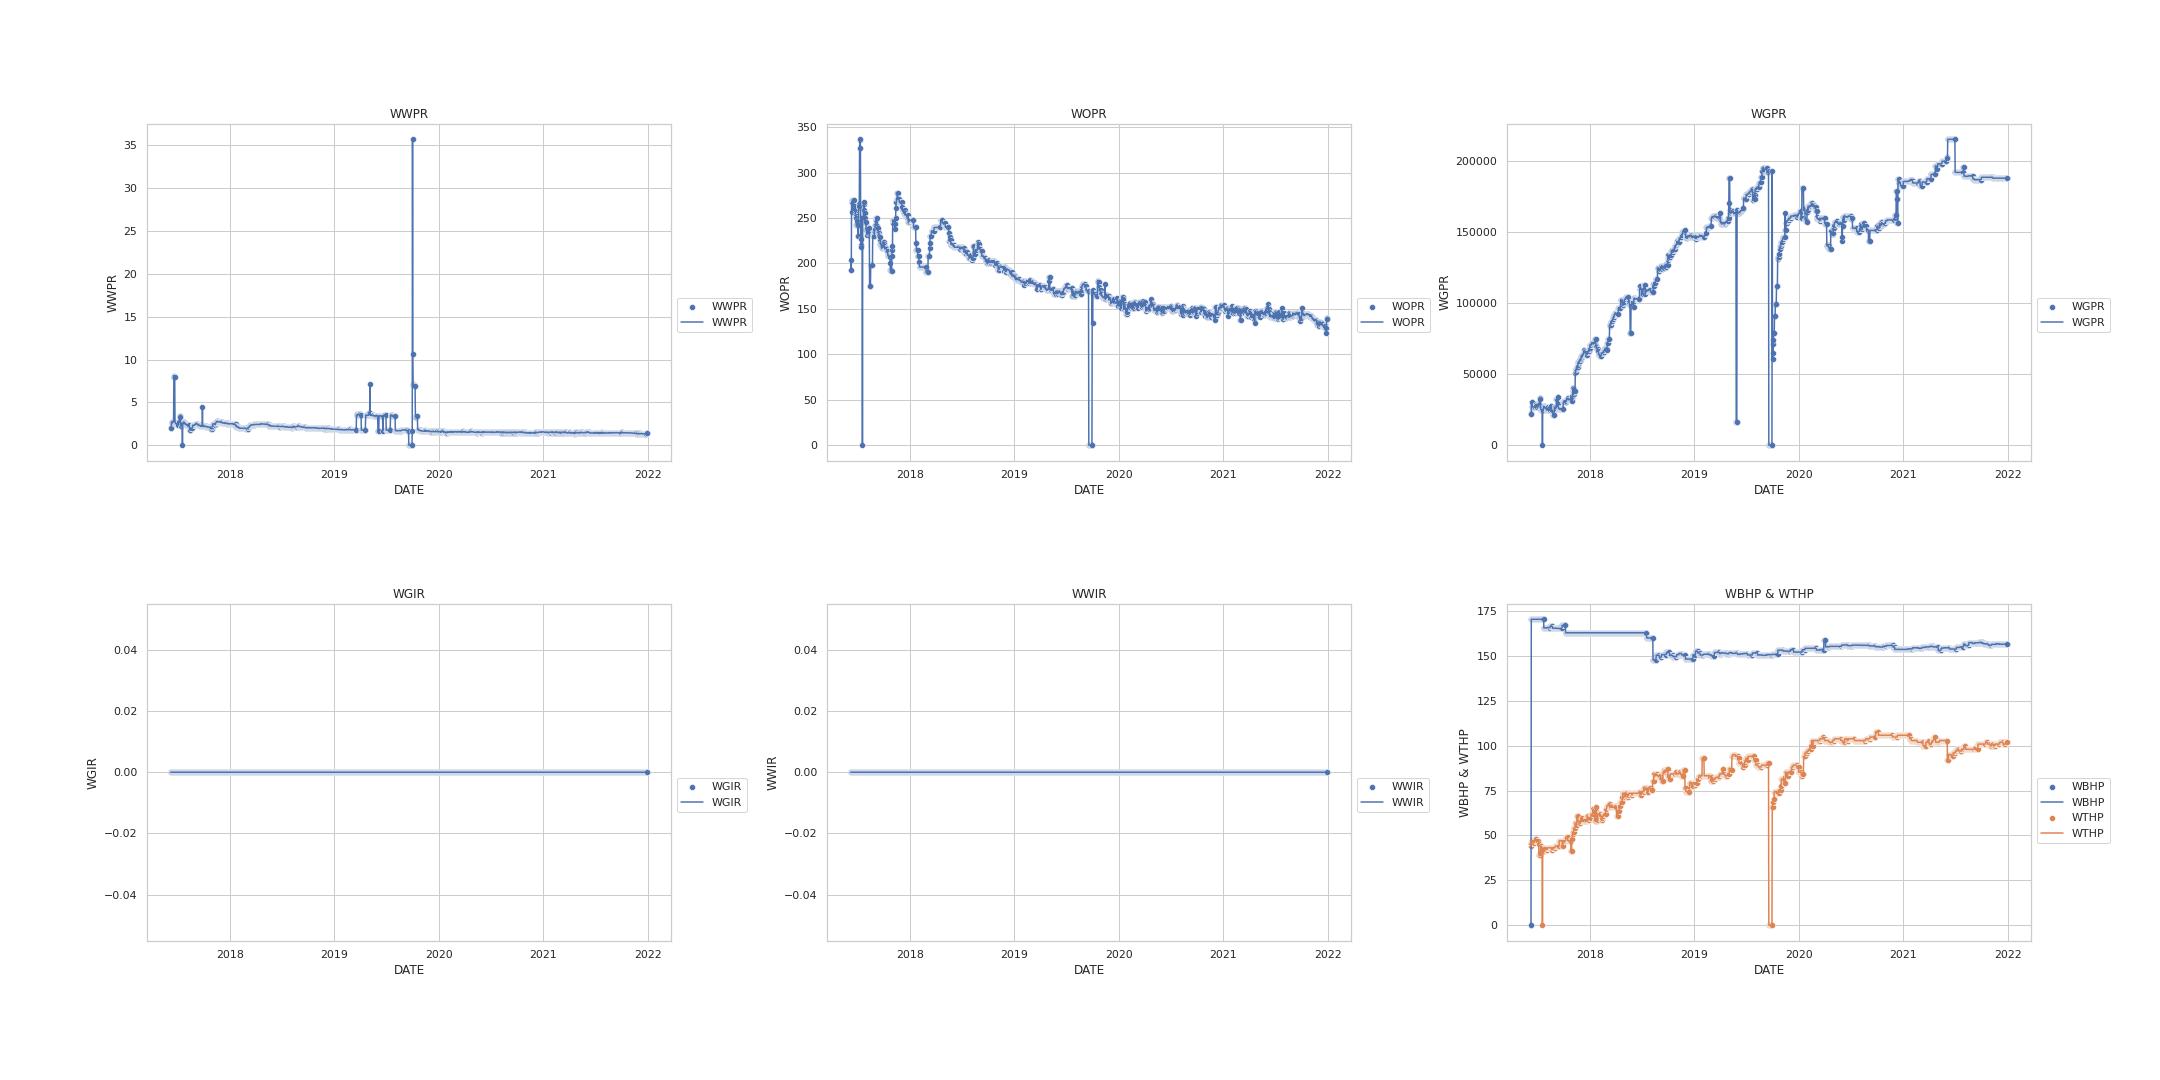 WWPR
35
30
25
20
15
10
5
0
WWPR
2018 2019 2020 2021 2022
DATE
WWPR
WWPR
WOPR
350
300
250
200
150
100
50
0
WOPR
2018 2019 2020 2021 2022
DATE
WOPR
WOPR
WGPR
200000
150000
100000
50000
0
WGPR
2018 2019 2020 2021 2022
DATE
WGPR
WGPR
WGIR
0.04
0.02
0.00
−0.02
−0.04
WGIR
2018 2019 2020 2021 2022
DATE
WGIR
WGIR
WWIR
0.04
0.02
0.00
−0.02
−0.04
WWIR
2018 2019 2020 2021 2022
DATE
WWIR
WWIR
WBHP & WTHP
175
150
125
100
75
50
25
0
WBHP & WTHP
2018 2019 2020 2021 2022
DATE
WBHP
WBHP
WTHP
WTHP